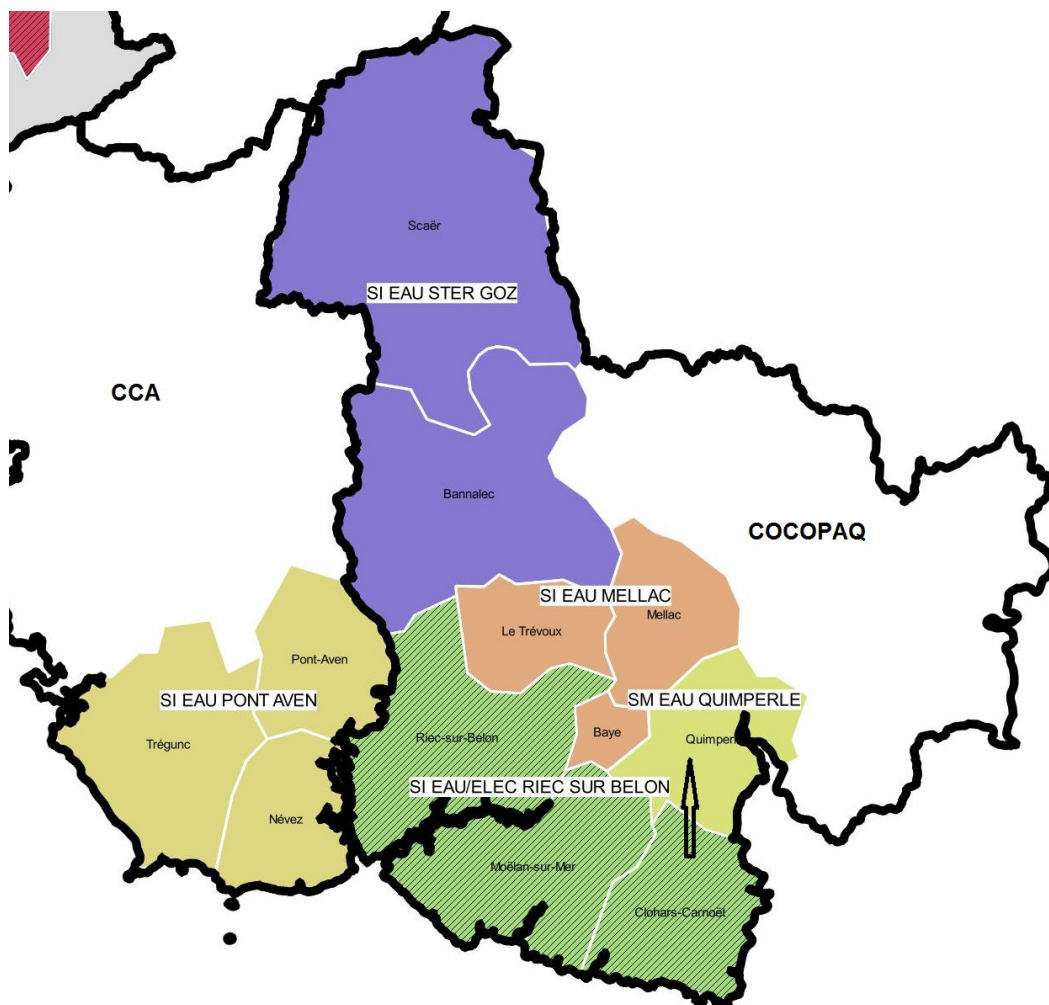 Scaër
SI EAU STER GOZ
CCA
Bannalec
COCOPAQ
SI EAU MELLAC
Mellac
Le Trévoux
Pont-Aven
SI EAU PONT AVEN
SM EAU QUIMPERLE
Trégunc
Riec-sur-Belon
Baye
Quimperl
SI EAU/ELEC RIEC SUR BELON
Névez
Moëlan-sur-Mer
Clohars-Carnoët